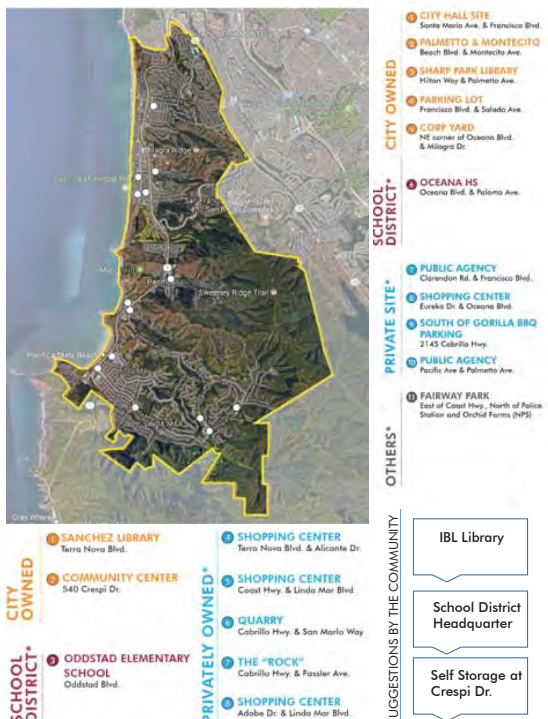 CITY OWNED
1 CITY HALL SITE
Santa Maria Ave. & Francisco Blvd.
2 PALMETTO & MONTECITO
Beach Blvd. & Montecito Ave.
3 SHARP PARK LIBRARY
Hilton Way & Palmetto Ave.
4 PARKING LOT
Francisco Blvd. & Salada Ave.
5 CORP YARD
NE corner of Oceana Blvd.
& Milagra Dr.
SCHOOL
DISTRICT*
6 OCEANA HS
Oceana Blvd. & Paloma Ave.
PRIVATE SITE*
7 PUBLIC AGENCY
Clarendon Rd. & Francisco Blvd.
8 SHOPPING CENTER
Eureka Dr. & Oceana Blvd.
9 SOUTH OF GORILLA BBQ
PARKING
2145 Cabrillo Hwy.
10 PUBLIC AGENCY
Pacific Ave & Palmetto Ave.
OTHERS*
11 FAIRWAY PARK
East of Coast Hwy., North of Police
Station and Orchid Farms (NPS)
Milagra Ridge
Sweeney Ridge Trail
Pacifica State Beach
LINDA MAR
Gray Whale
CITY
OWNED
1 SANCHEZ LIBRARY
Terra Nova Blvd.
2 COMMUNITY CENTER
540 Crespi Dr.
SCHOOL
DISTRICT*
3 ODDSTAD ELEMENTARY
SCHOOL
Oddstad Blvd.
PRIVATELY OWNED*
SHOPPING CENTER
Terra Nova Blvd. & Alicante Dr.
5 SHOPPING CENTER
Coast Hwy. & Linda Mar Blvd.
6 QUARRY
Cabrillo Hwy. & San Marlo Way
7 THE "ROCK"
Cabrillo Hwy. & Fassler Ave.
8 SHOPPING CENTER
Adobe Dr. & Linda Mar Blvd.
UGGESTIONS BY THE COMMUNITY
IBL Library
School District
Headquarter
Self Storage at
Crespi Dr.